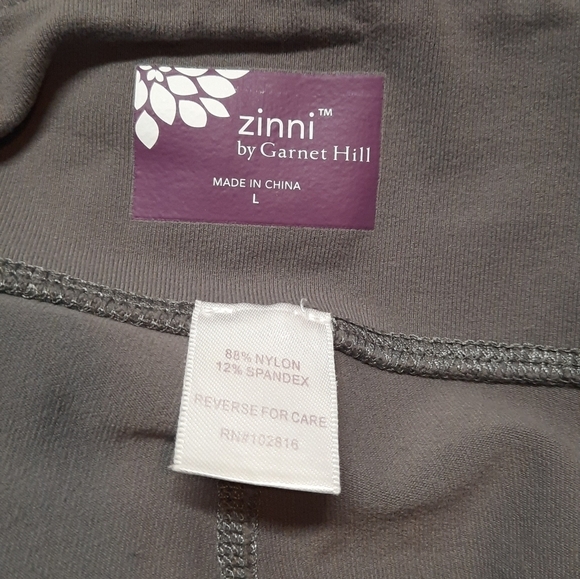 zinni™
by Garnet Hill
MADE IN CHINA
L
88% NYLON
12% SPANDEX
REVERSE FOR CARE
RN#102816